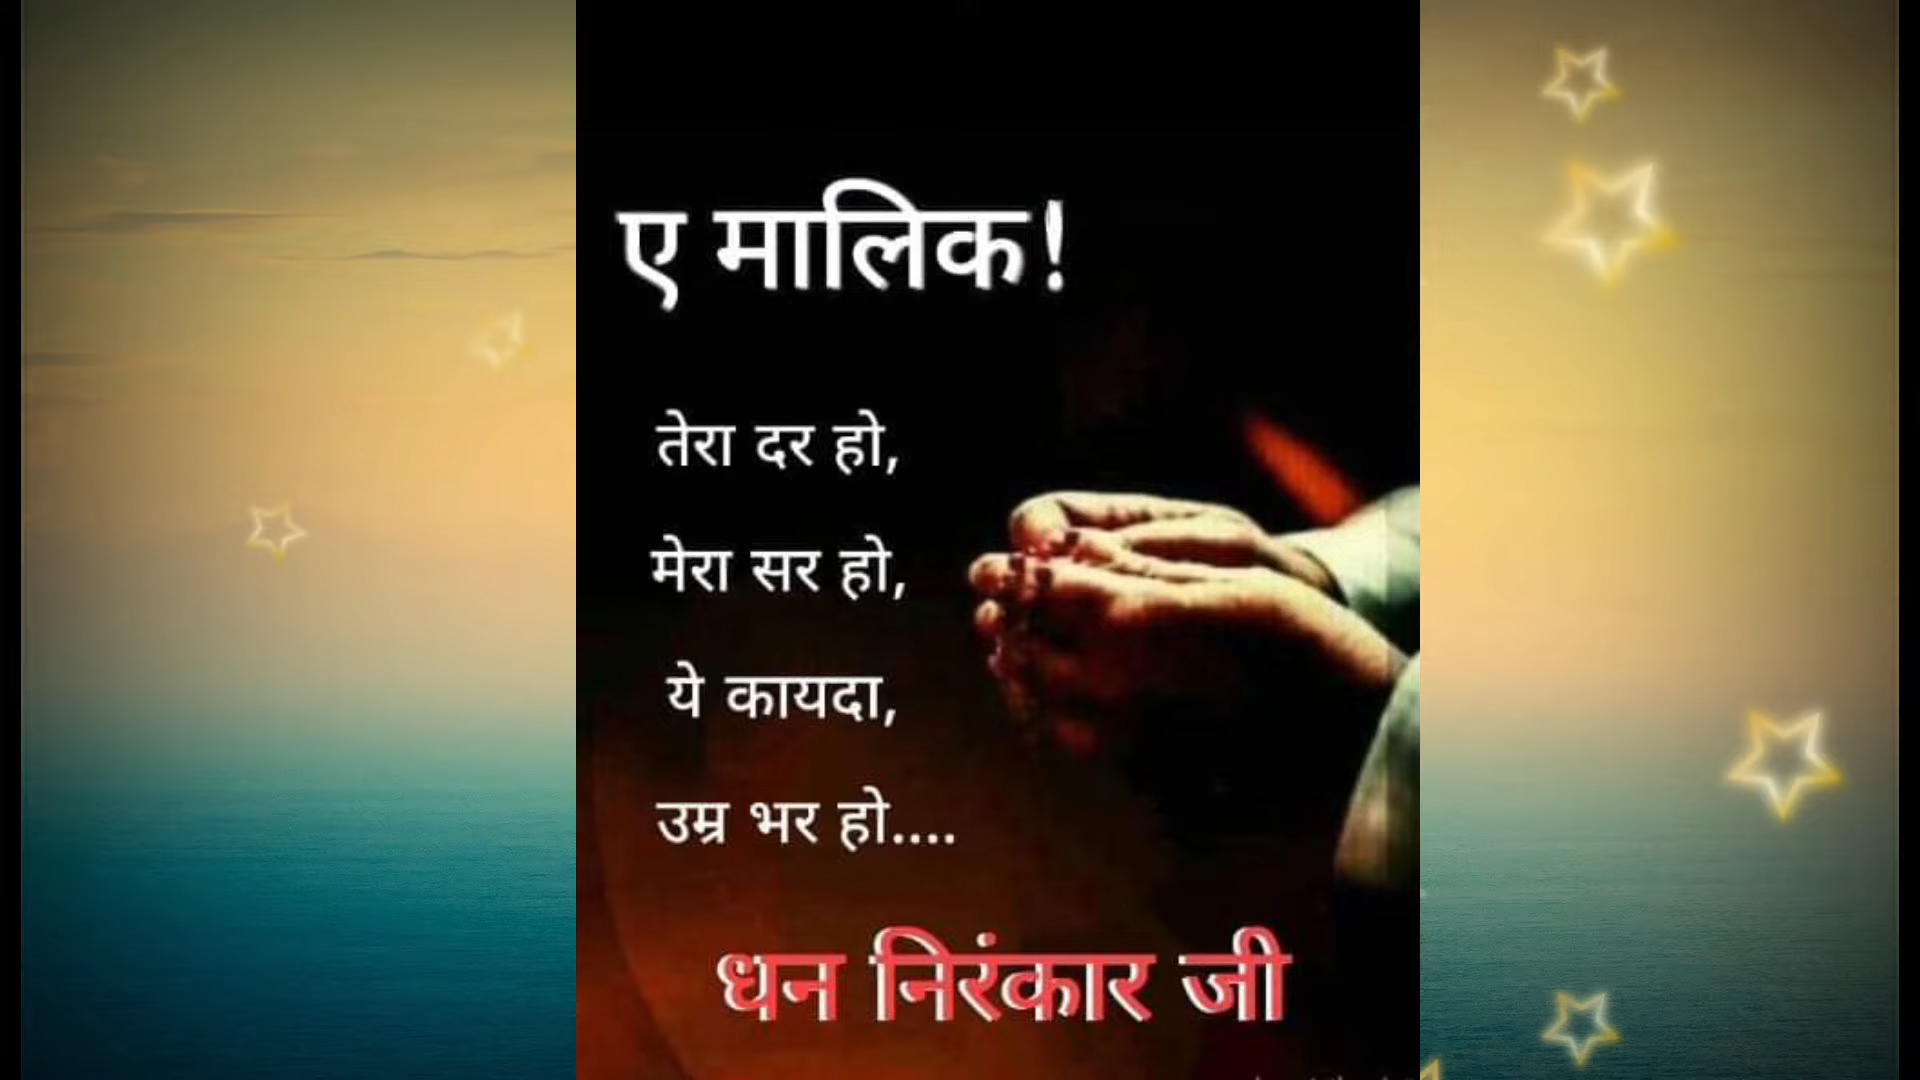 ए मालिक!
तेरा दर हो,
मेरा सर हो,
ये कायदा,
उम्र भर हो....
धन निरंकार जी